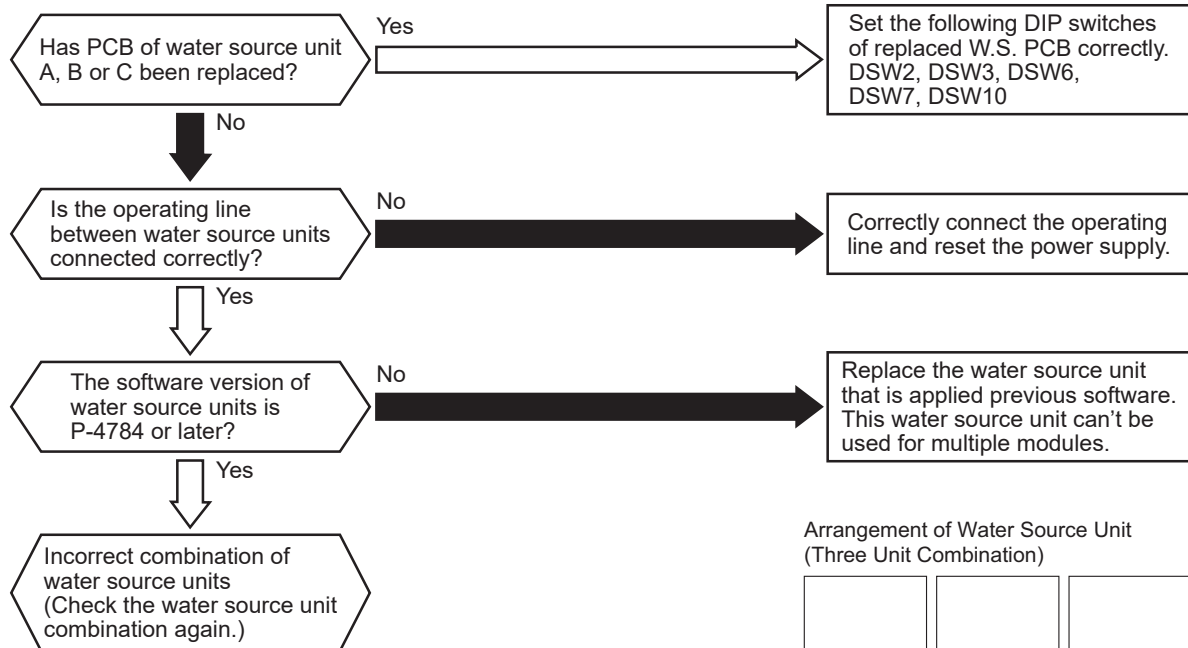 Has PCB of water source unit
A, B or C been replaced?
Yes
Set the following DIP switches
of replaced W.S. PCB correctly.
DSW2, DSW3, DSW6,
DSW7, DSW10
No
Is the operating line
between water source units
connected correctly?
No
Correctly connect the operating
line and reset the power supply.
Yes
The software version of
water source units is
P-4784 or later?
No
Replace the water source unit
that is applied previous software.
This water source unit can’t be
used for multiple modules.
Yes
Incorrect combination of
water source units
(Check the water source unit
combination again.)
Arrangement of Water Source Unit
(Three Unit Combination)